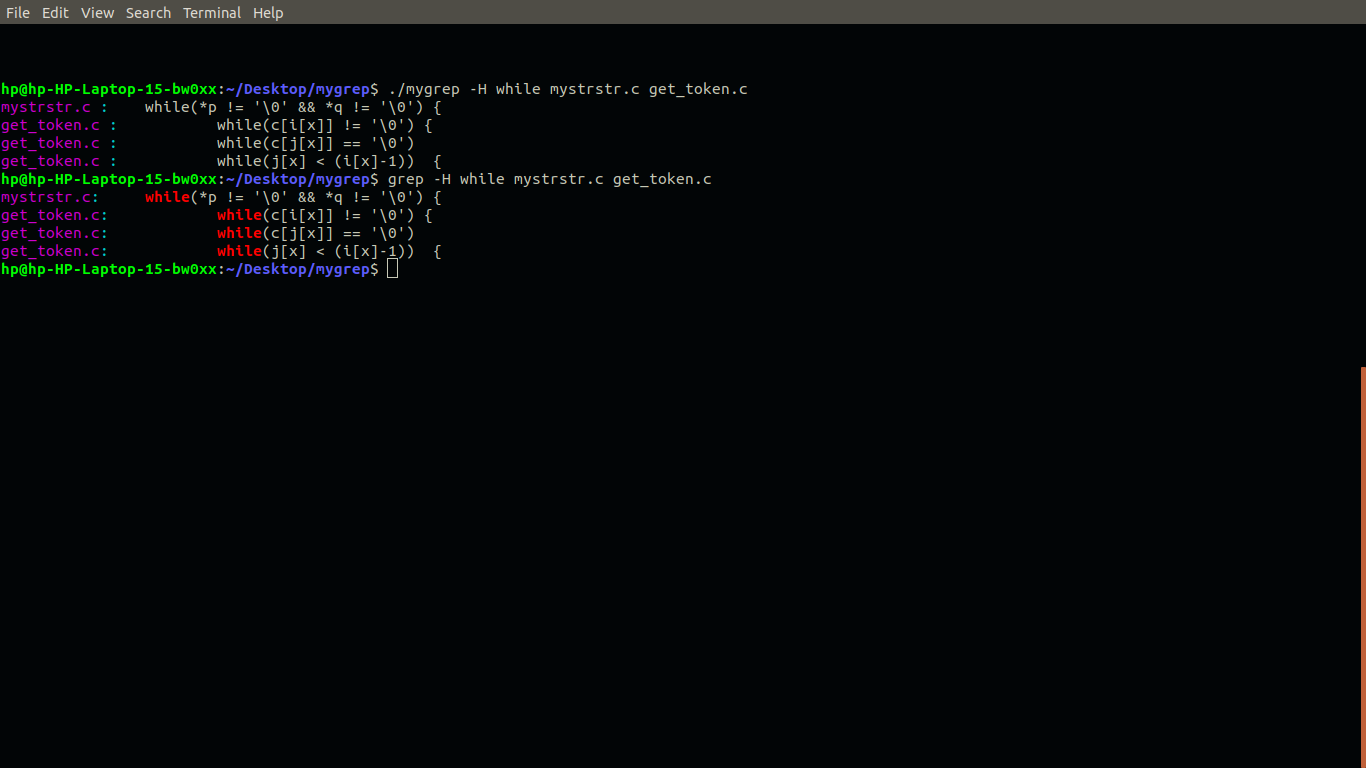 File Edit View Search Terminal Help
hp@hp-HP-Laptop-15-bw0xx:~/Desktop/mygrep$ ./mygrep -H while mystrstr.c get_token.c
mystrstr.c :    while(*p != '\0' && *q != '\0') {
get_token.c :           while(c[i[x]] != '\0') {
get_token.c :           while(c[j[x]] == '\0')
get_token.c :           while(j[x] < (i[x]-1))  {
hp@hp-HP-Laptop-15-bw0xx:~/Desktop/mygrep$ grep -H while mystrstr.c get_token.c
mystrstr.c:     while(*p != '\0' && *q != '\0') {
get_token.c:            while(c[i[x]] != '\0') {
get_token.c:            while(c[j[x]] == '\0')
get_token.c:            while(j[x] < (i[x]-1))  {
hp@hp-HP-Laptop-15-bw0xx:~/Desktop/mygrep$